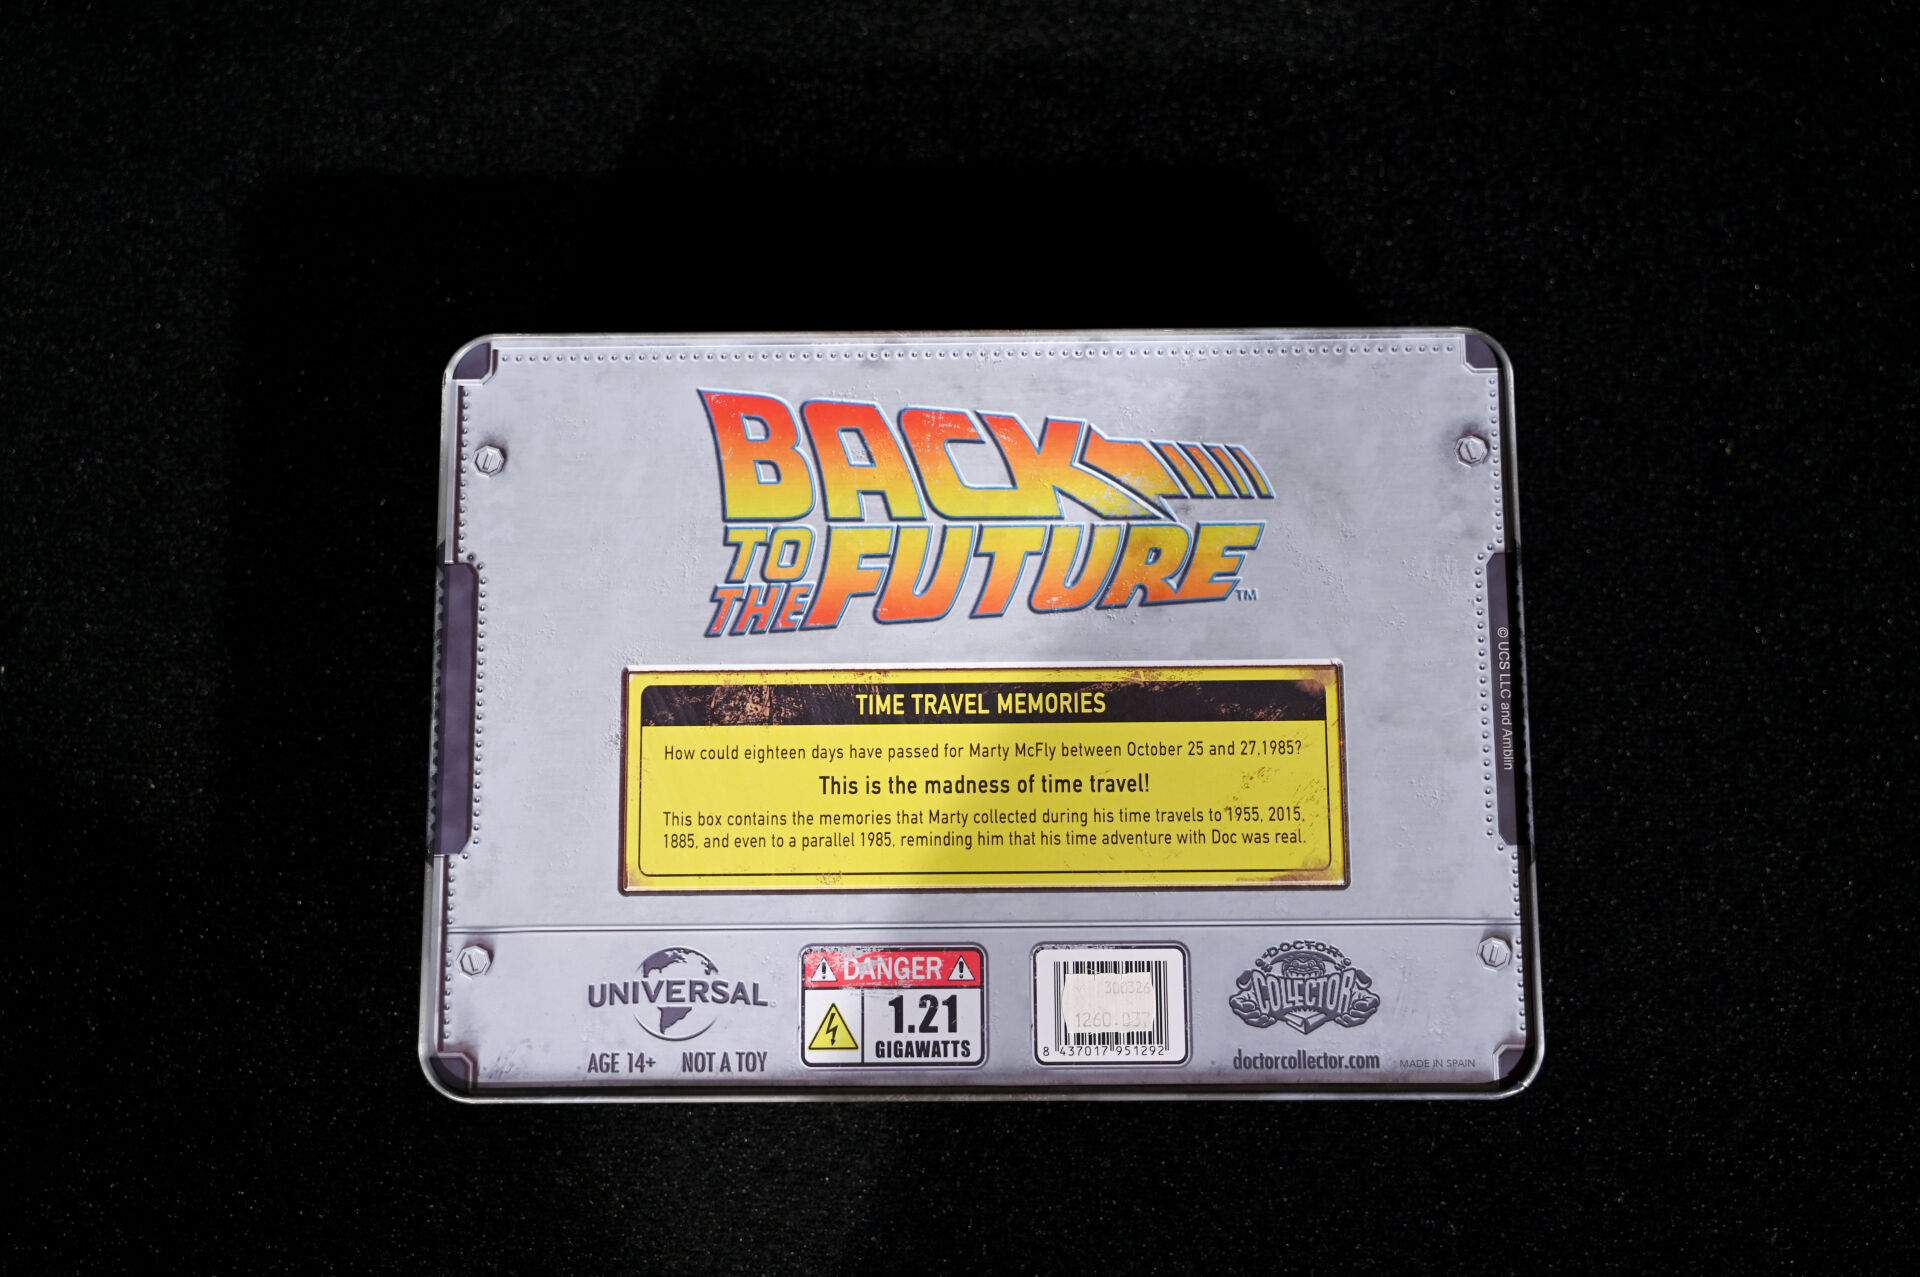 BACK
TO
THE
FUTURE™
TIME TRAVEL MEMORIES
How could eighteen days have passed for Marty McFly between October 25 and 27,1985?
This is the madness of time travel!
This box contains the memories that Marty collected during his time travels to 1955, 2015,
1885, and even to a parallel 1985, reminding him that his time adventure with Doc was real.
© UCS LLC and Amblin
UNIVERSAL
AGE 14+ NOT A TOY
DANGER
1.21
GIGAWATTS
300326
1260.037
8 437017 951292
DOCTOR
COLLECTOR
doctorcollector.com
MADE IN SPAIN